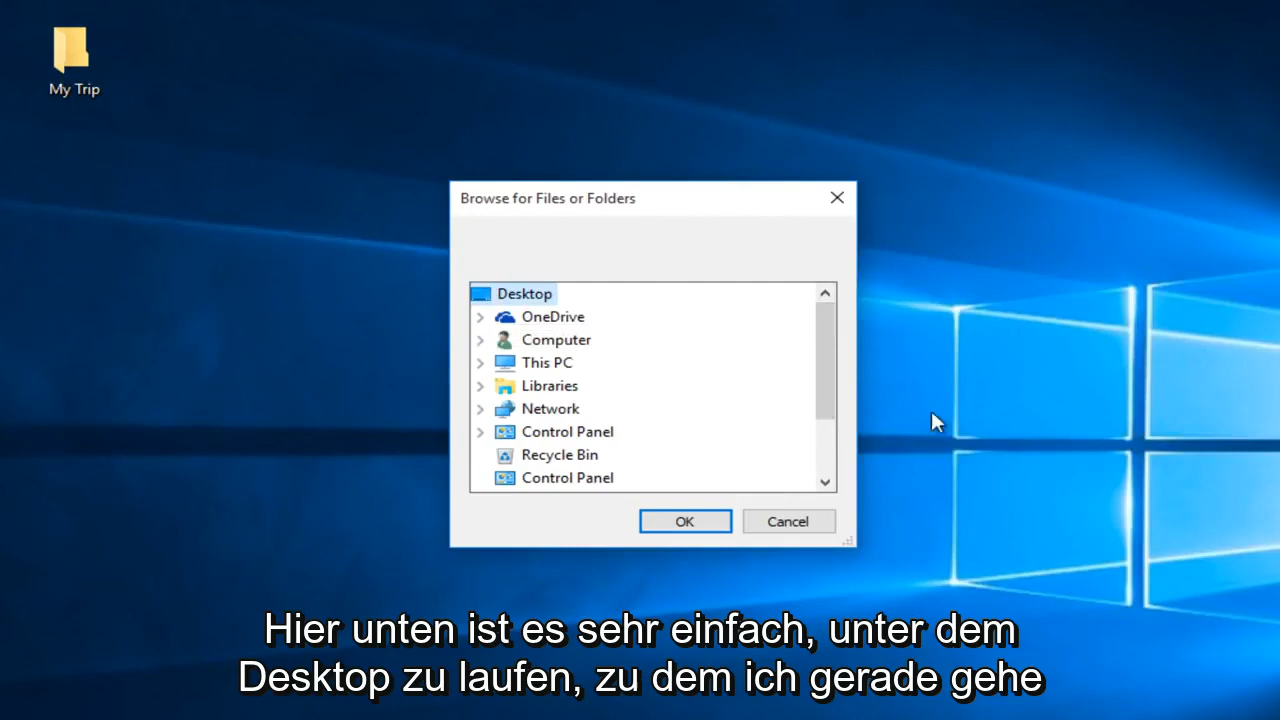 My Trip
Browse for Files or Folders
Desktop
OneDrive
Computer
This PC
Libraries
Network
Control Panel
Recycle Bin
Control Panel
OK Cancel
Hier unten ist es sehr einfach, unter dem
Desktop zu laufen, zu dem ich gerade gehe